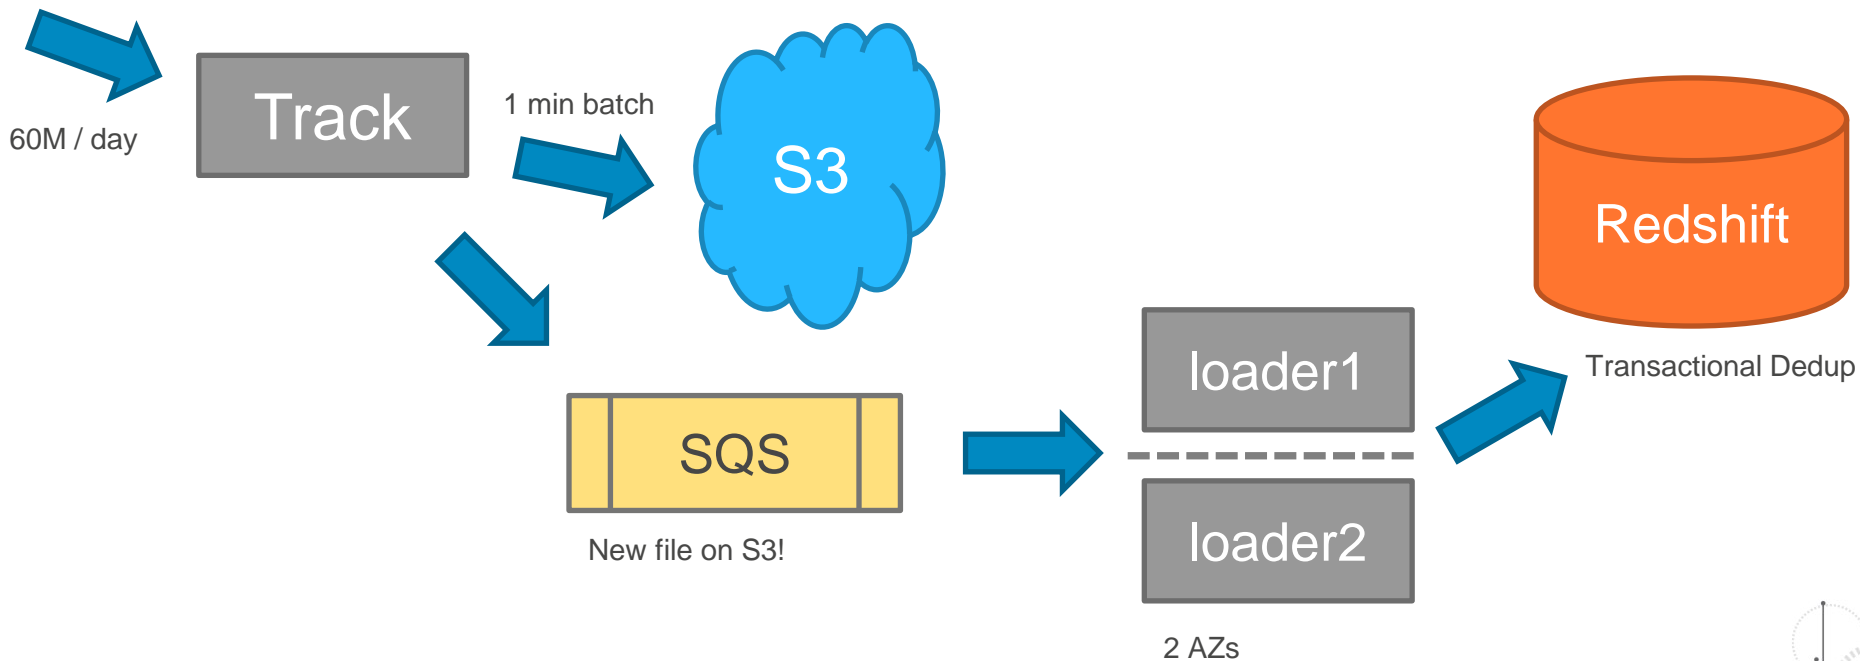 60M / day
Track
1 min batch
S3
SQS
New file on S3!
loader1
loader2
2 AZs
Redshift
Transactional Dedup